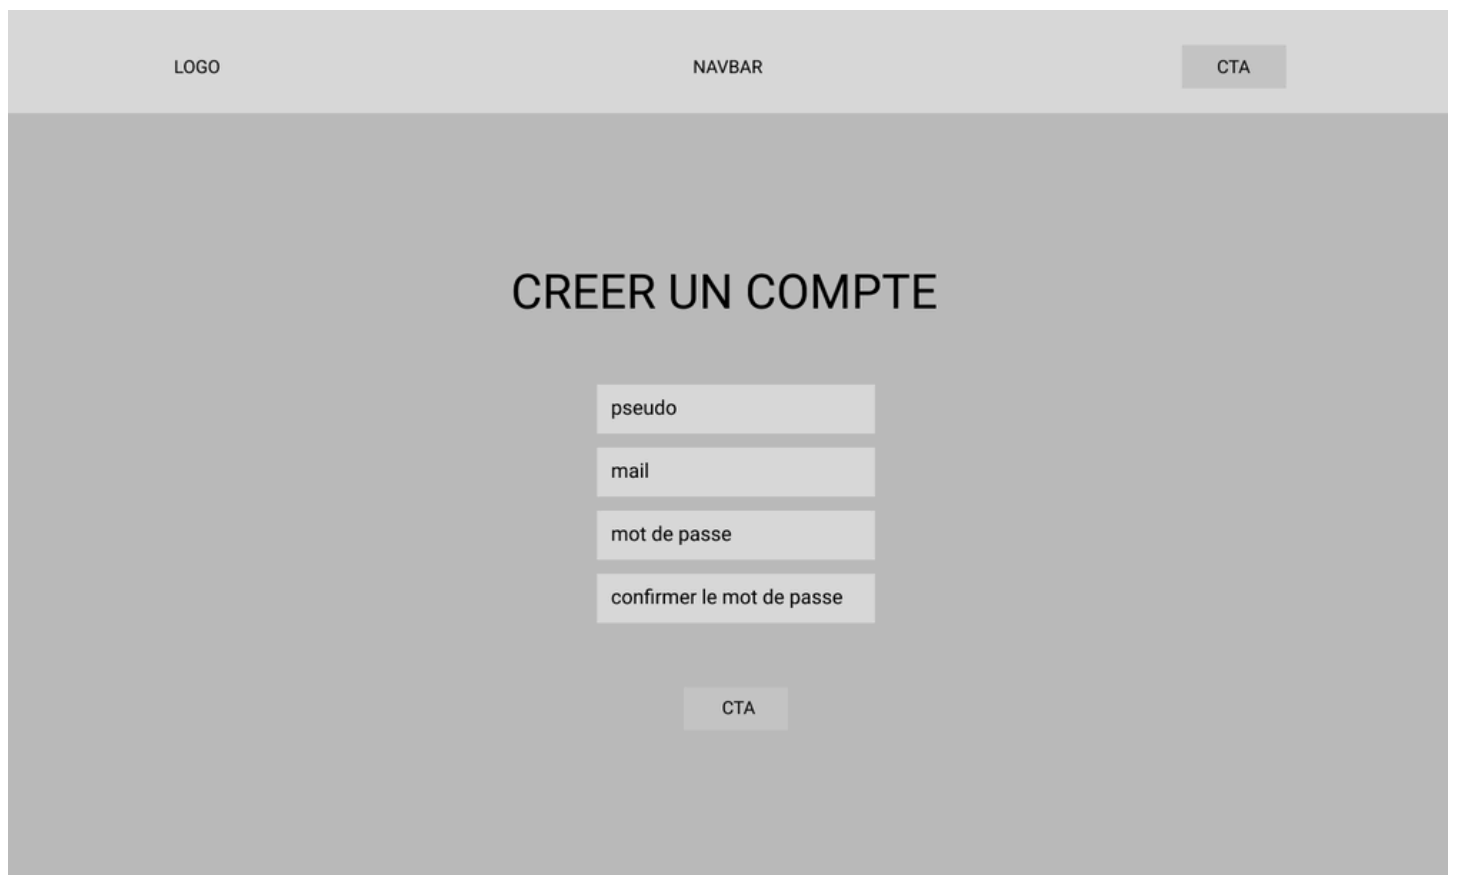 LOGO
NAVBAR
CTA
CREER UN COMPTE
pseudo
mail
mot de passe
confirmer le mot de passe
CTA